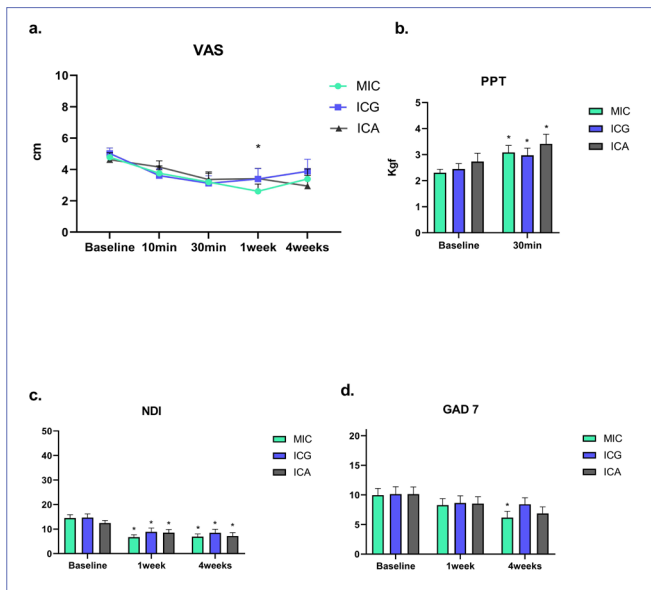 a.
VAS
10
8
6
4
2
0
cm
*
Baseline 10min 30min 1week 4weeks
MIC
ICG
ICA
b.
PPT
5
4
3
2
1
0
Kgf
* * *
Baseline 30min
MIC
ICG
ICA
c.
NDI
50
40
30
20
10
0
* * * * * *
Baseline 1week 4weeks
MIC
ICG
ICA
d.
GAD 7
20
15
10
5
0
*
Baseline 1week 4weeks
MIC
ICG
ICA